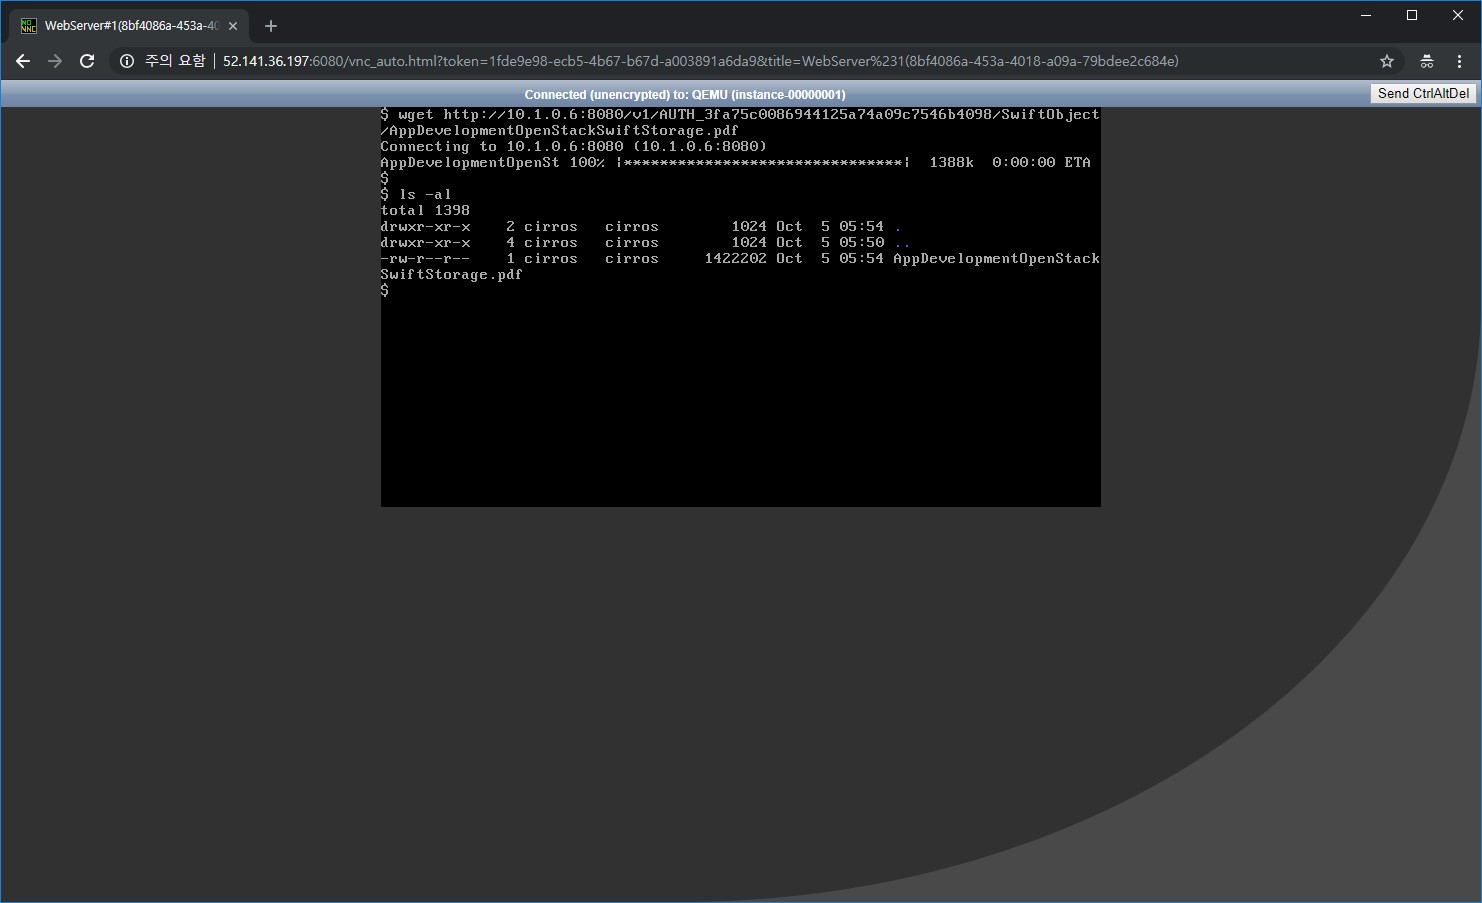 WebServer#1(8bf4086a-453a-40
주의 요함 52.141.36.197:6080/vnc_auto.html?token=1fde9e98-ecb5-4b67-b67d-a003891a6da9&title=WebServer%231(8bf4086a-453a-4018-a09a-79bdee2c684e)
Connected (unencrypted) to: QEMU (instance-00000001)
Send CtrlAltDel
$ wget http://10.1.0.6:8080/v1/AUTH_3fa75c0086944125a74a09c7546b4098/SwiftObject
/AppDevelopmentOpenStackSwiftStorage.pdf
Connecting to 10.1.0.6:8080 (10.1.0.6:8080)
AppDevelopmentOpenSt 100% |*******************************| 1388k 0:00:00 ETA
$
$ ls -al
total 1398
drwxr-xr-x 2 cirros cirros 1024 Oct 5 05:54 .
drwxr-xr-x 4 cirros cirros 1024 Oct 5 05:50 ..
-rw-r--r-- 1 cirros cirros 1422202 Oct 5 05:54 AppDevelopmentOpenStack
SwiftStorage.pdf
$